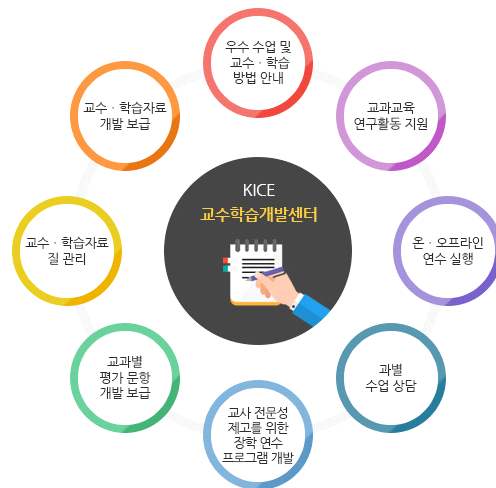 우수 수업 및
교수ㆍ학습
방법 안내
교과교육
연구활동 지원
온ㆍ오프라인
연수 실행
과별
수업 상담
교사 전문성
제고를 위한
장학 연수
프로그램 개발
교과별
평가 문항
개발 보급
교수ㆍ학습자료
질 관리
교수ㆍ학습자료
개발 보급
KICE
교수학습개발센터